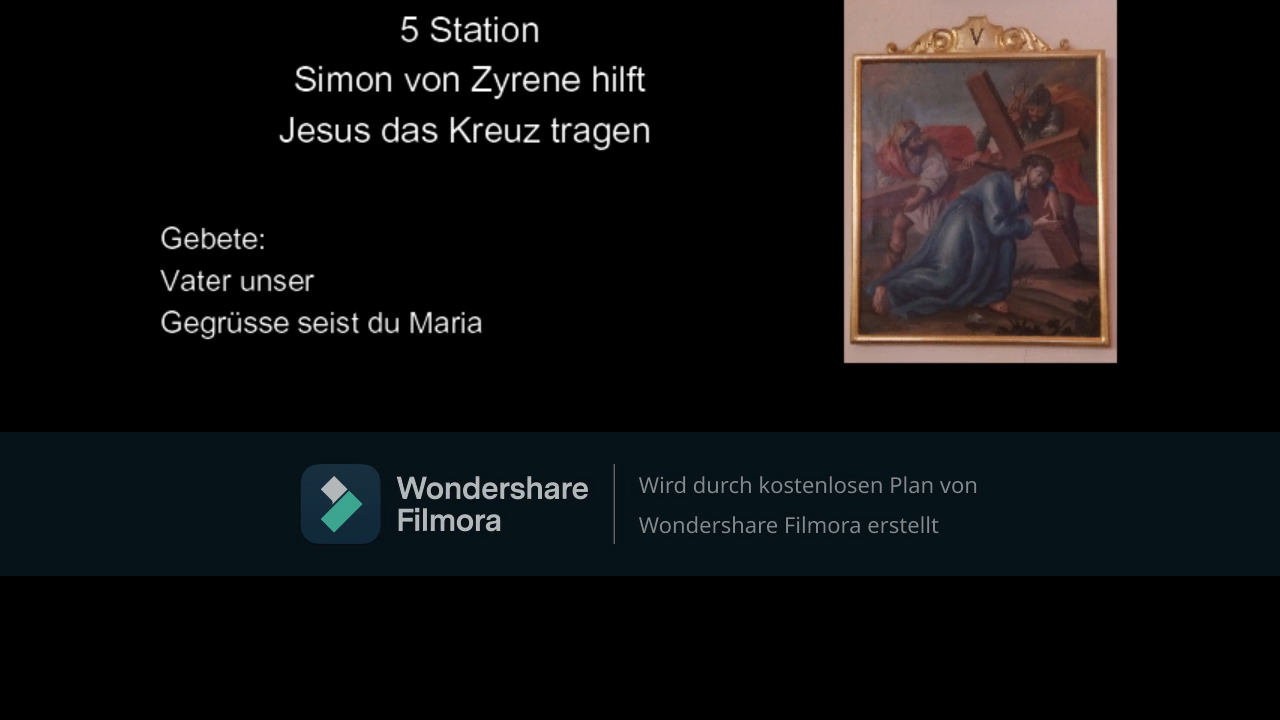 5 Station
Simon von Zyrene hilft
Jesus das Kreuz tragen
V
Gebete:
Vater unser
Gegrüsse seist du Maria
Wondershare
Filmora
Wird durch kostenlosen Plan von
Wondershare Filmora erstellt